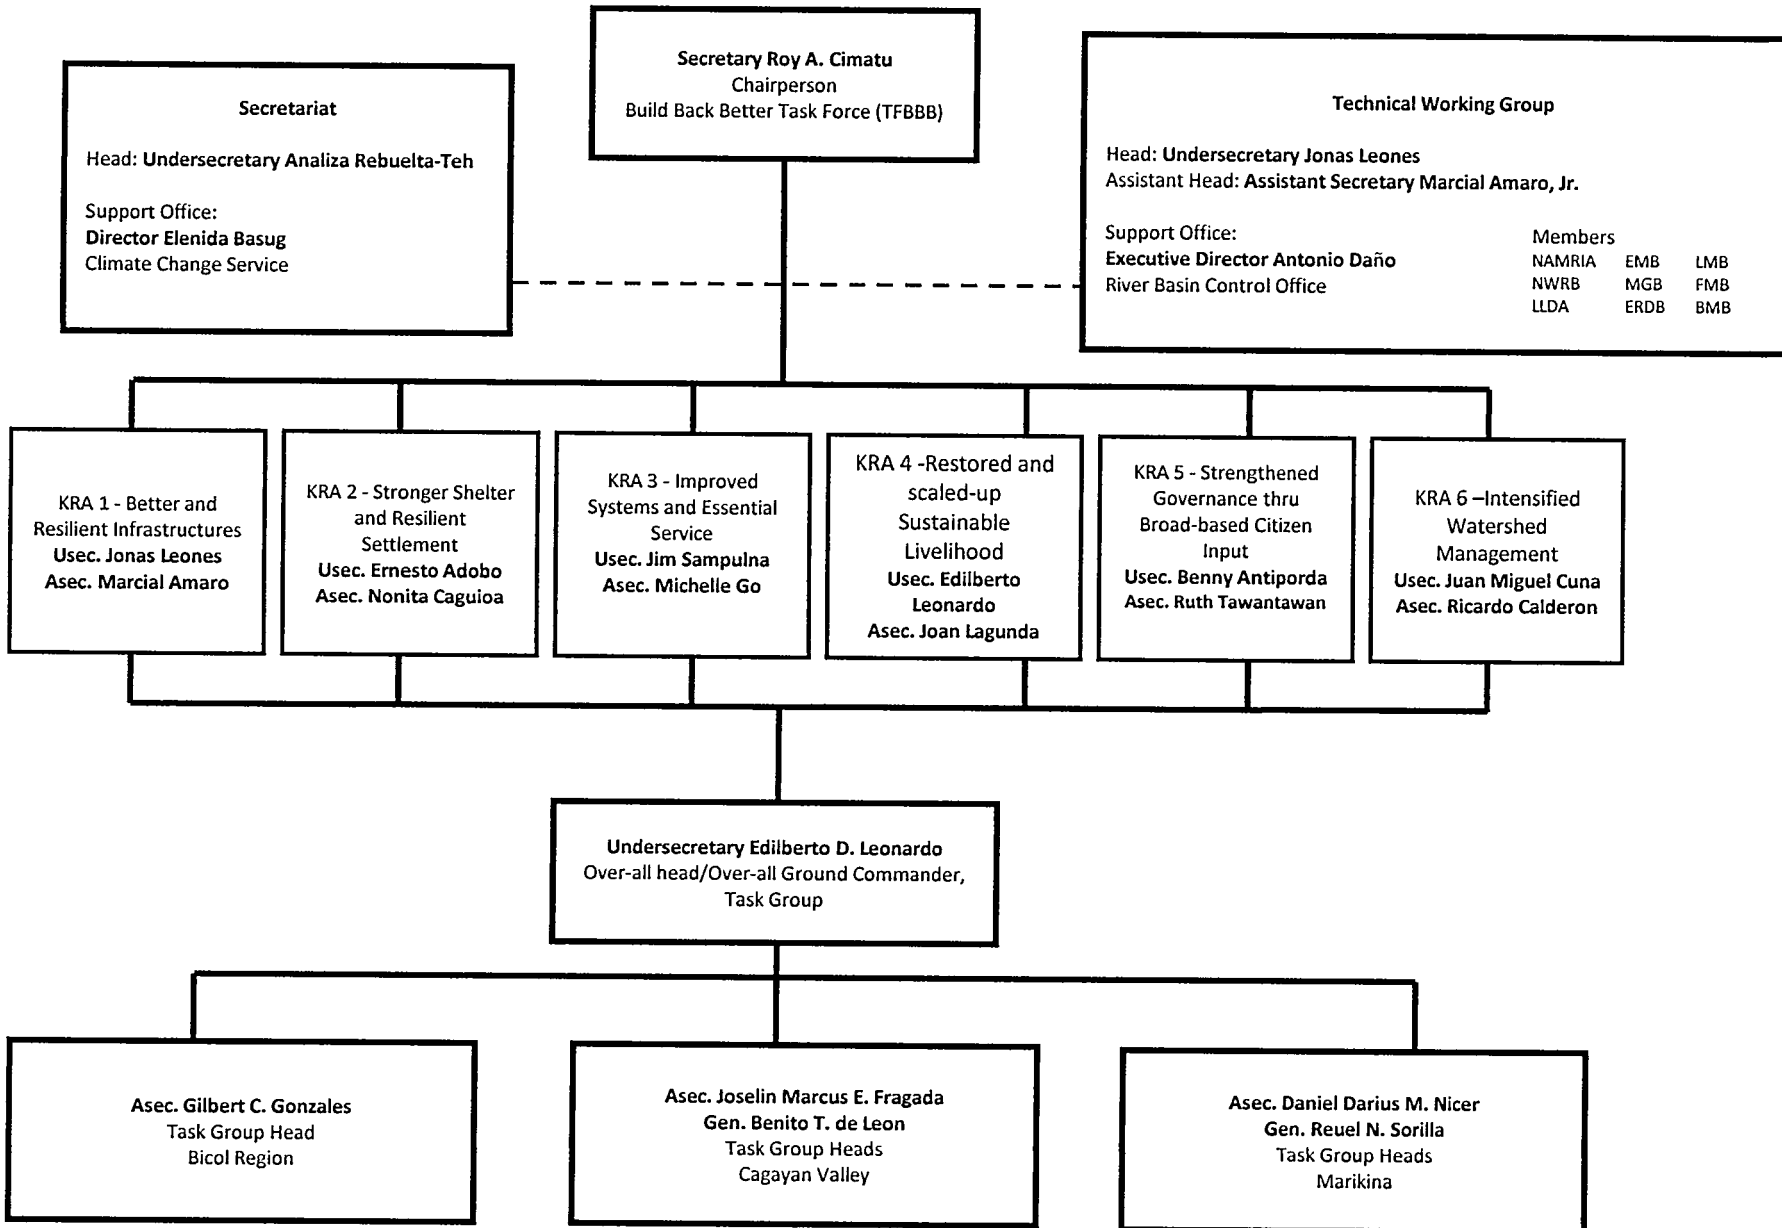 Secretary Roy A. Cimatu
Chairperson
Build Back Better Task Force (TFBBB)
Secretariat
Head: Undersecretary Analiza Rebuelta-Teh
Support Office:
Director Elenida Basug
Climate Change Service
Technical Working Group
Head: Undersecretary Jonas Leones
Assistant Head: Assistant Secretary Marcial Amaro, Jr.
Support Office:
Executive Director Antonio Daño
River Basin Control Office
Members
NAMRIA EMB LMB
NWRB MGB FMB
LLDA ERDB BMB
KRA 1 - Better and
Resilient Infrastructures
Usec. Jonas Leones
Asec. Marcial Amaro
KRA 2 - Stronger Shelter
and Resilient
Settlement
Usec. Ernesto Adobo
Asec. Nonita Caguioa
KRA 3 - Improved
Systems and Essential
Service
Usec. Jim Sampulna
Asec. Michelle Go
KRA 4 -Restored and
scaled-up
Sustainable
Livelihood
Usec. Edilberto
Leonardo
Asec. Joan Lagunda
KRA 5 - Strengthened
Governance thru
Broad-based Citizen
Input
Usec. Benny Antiporda
Asec. Ruth Tawantawan
KRA 6 –Intensified
Watershed
Management
Usec. Juan Miguel Cuna
Asec. Ricardo Calderon
Undersecretary Edilberto D. Leonardo
Over-all head/Over-all Ground Commander,
Task Group
Asec. Gilbert C. Gonzales
Task Group Head
Bicol Region
Asec. Joselin Marcus E. Fragada
Gen. Benito T. de Leon
Task Group Heads
Cagayan Valley
Asec. Daniel Darius M. Nicer
Gen. Reuel N. Sorilla
Task Group Heads
Marikina